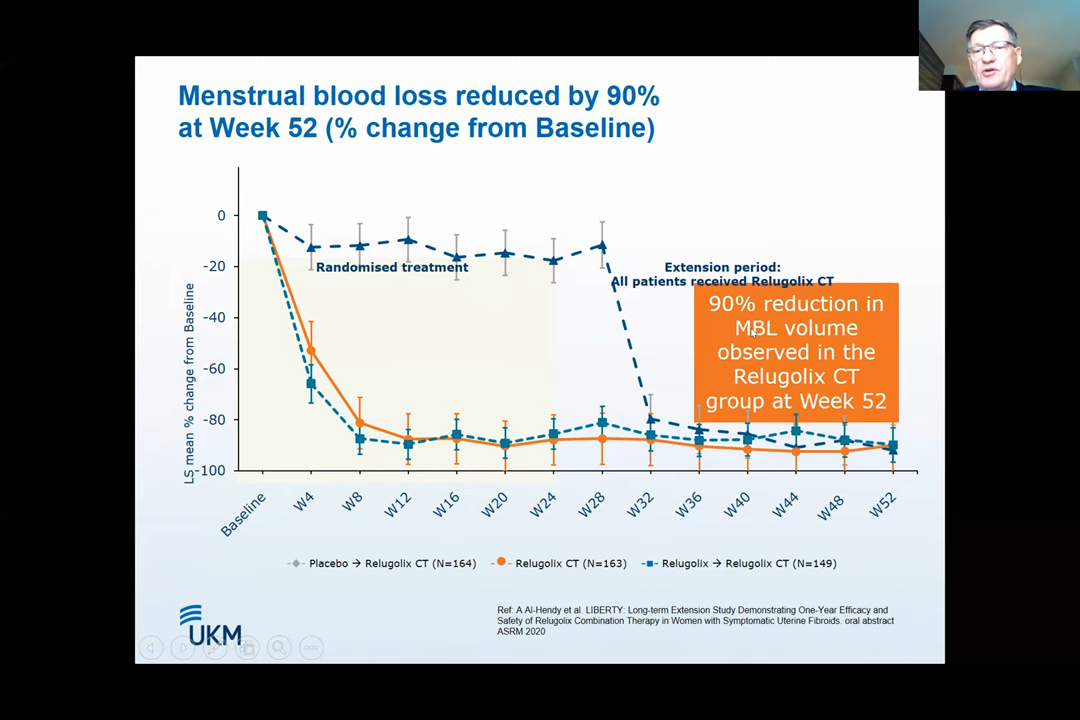 Menstrual blood loss reduced by 90%
at Week 52 (% change from Baseline)
LS mean % change from Baseline
0
-20
-40
-60
-80
-100
Randomised treatment
Extension period:
All patients received Relugolix CT
90% reduction in
MBL volume
observed in the
Relugolix CT
group at Week 52
Baseline
W4
W8
W12
W16
W20
W24
W28
W32
W36
W40
W44
W48
W52
Placebo → Relugolix CT (N=164)
Relugolix CT (N=163)
Relugolix → Relugolix CT (N=149)
Ref: A Al-Hendy et al. LIBERTY: Long-term Extension Study Demonstrating One-Year Efficacy and
Safety of Relugolix Combination Therapy in Women with Symptomatic Uterine Fibroids. oral abstract
ASRM 2020
UKM